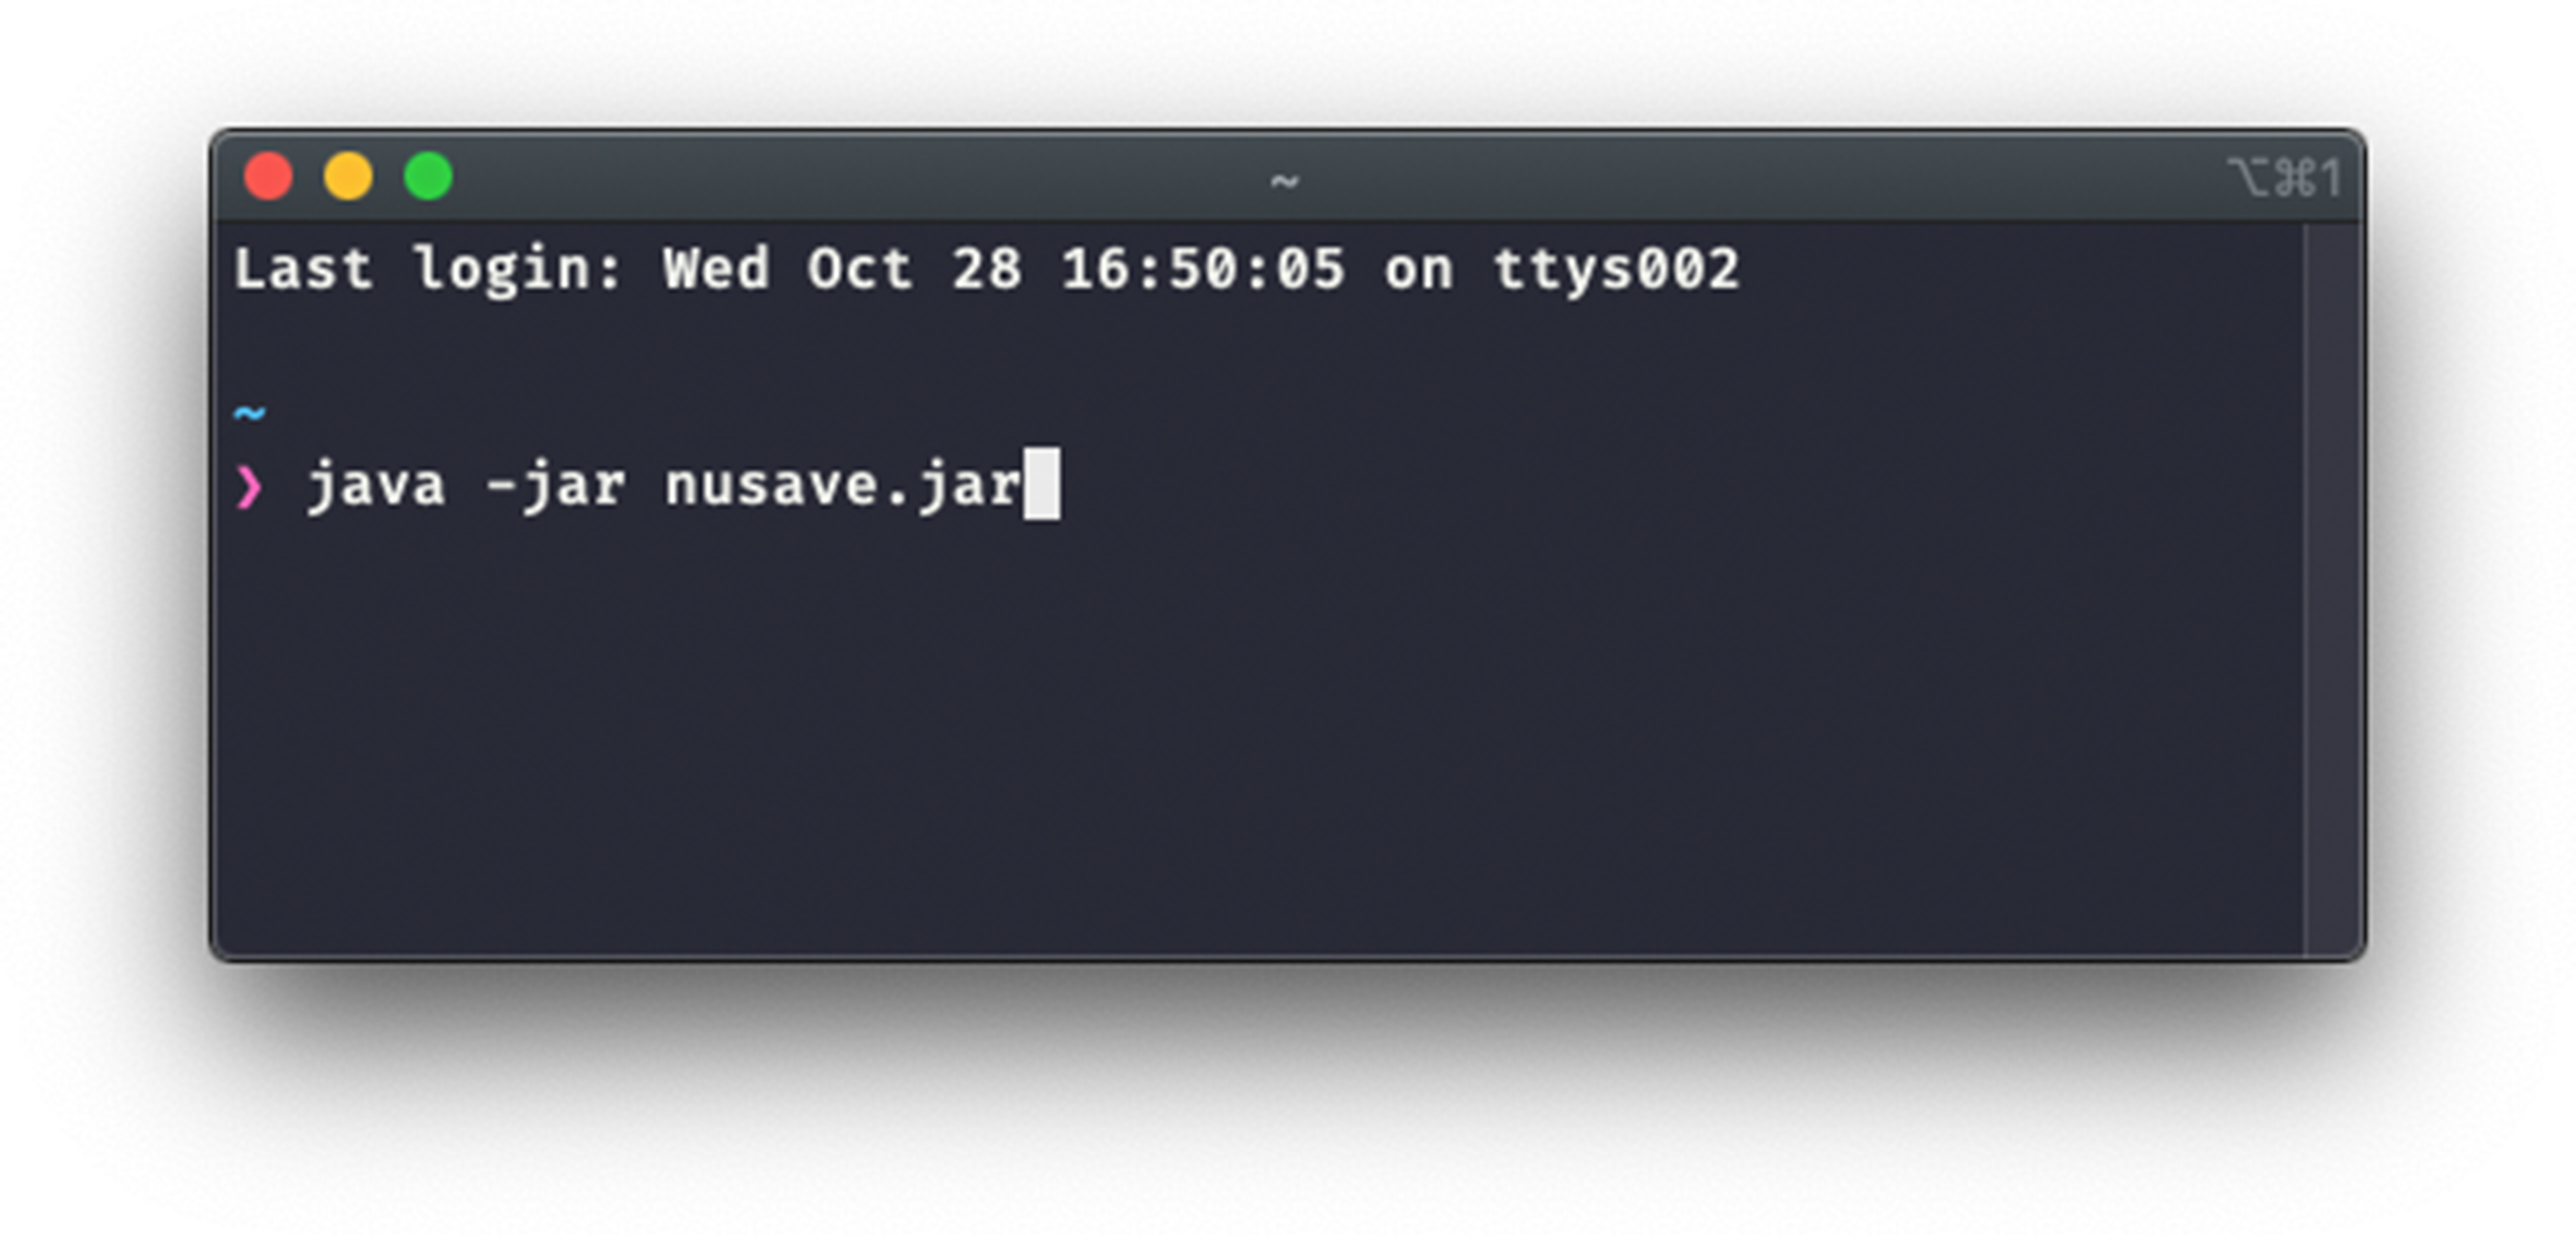 ~ ⌥⌘1
Last login: Wed Oct 28 16:50:05 on ttys002
~
❯ java -jar nusave.jar